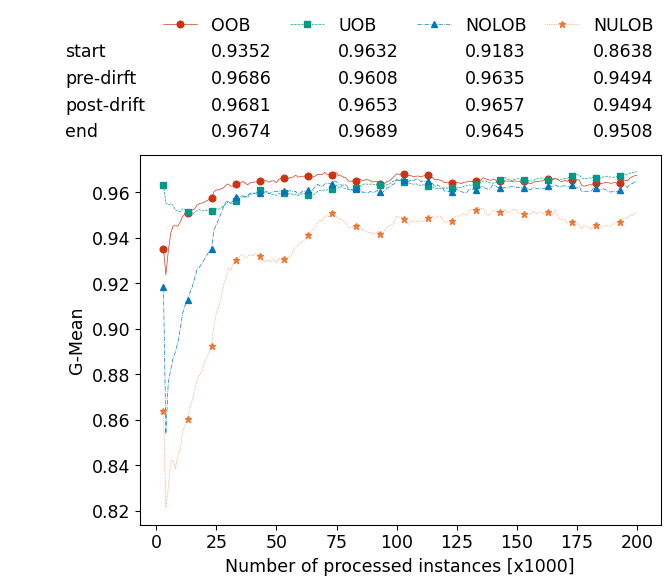 OOB UOB NOLOB NULOB
start 0.9352 0.9632 0.9183 0.8638
pre-dirft 0.9686 0.9608 0.9635 0.9494
post-drift 0.9681 0.9653 0.9657 0.9494
end 0.9674 0.9689 0.9645 0.9508
0.96
0.94
0.92
0.90
0.88
0.86
0.84
0.82
G-Mean
0 25 50 75 100 125 150 175 200
Number of processed instances [x1000]